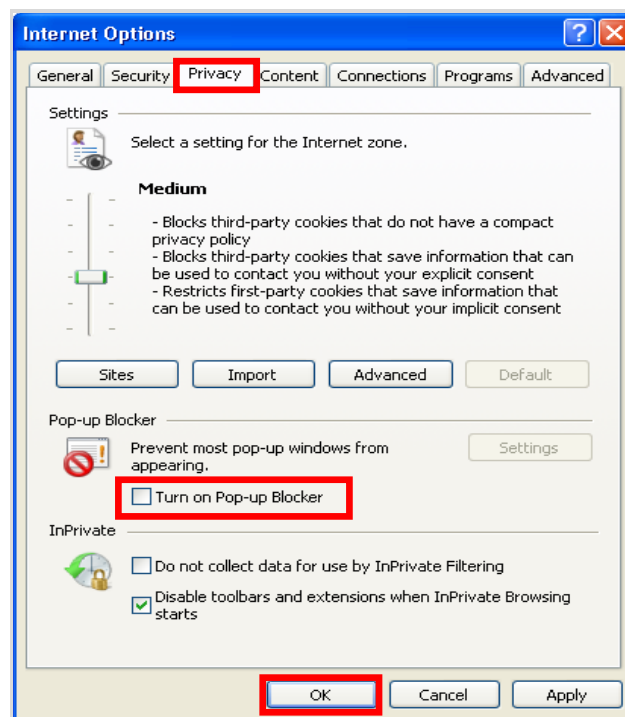 Internet Options
General Security Privacy Content Connections Programs Advanced
Settings
Select a setting for the Internet zone.
Medium
- Blocks third-party cookies that do not have a compact
privacy policy
- Blocks third-party cookies that save information that can
be used to contact you without your explicit consent
- Restricts first-party cookies that save information that
can be used to contact you without your implicit consent
Sites Import Advanced Default
Pop-up Blocker
Prevent most pop-up windows from
appearing.
Settings
Turn on Pop-up Blocker
InPrivate
Do not collect data for use by InPrivate Filtering
Disable toolbars and extensions when InPrivate Browsing
starts
OK Cancel Apply